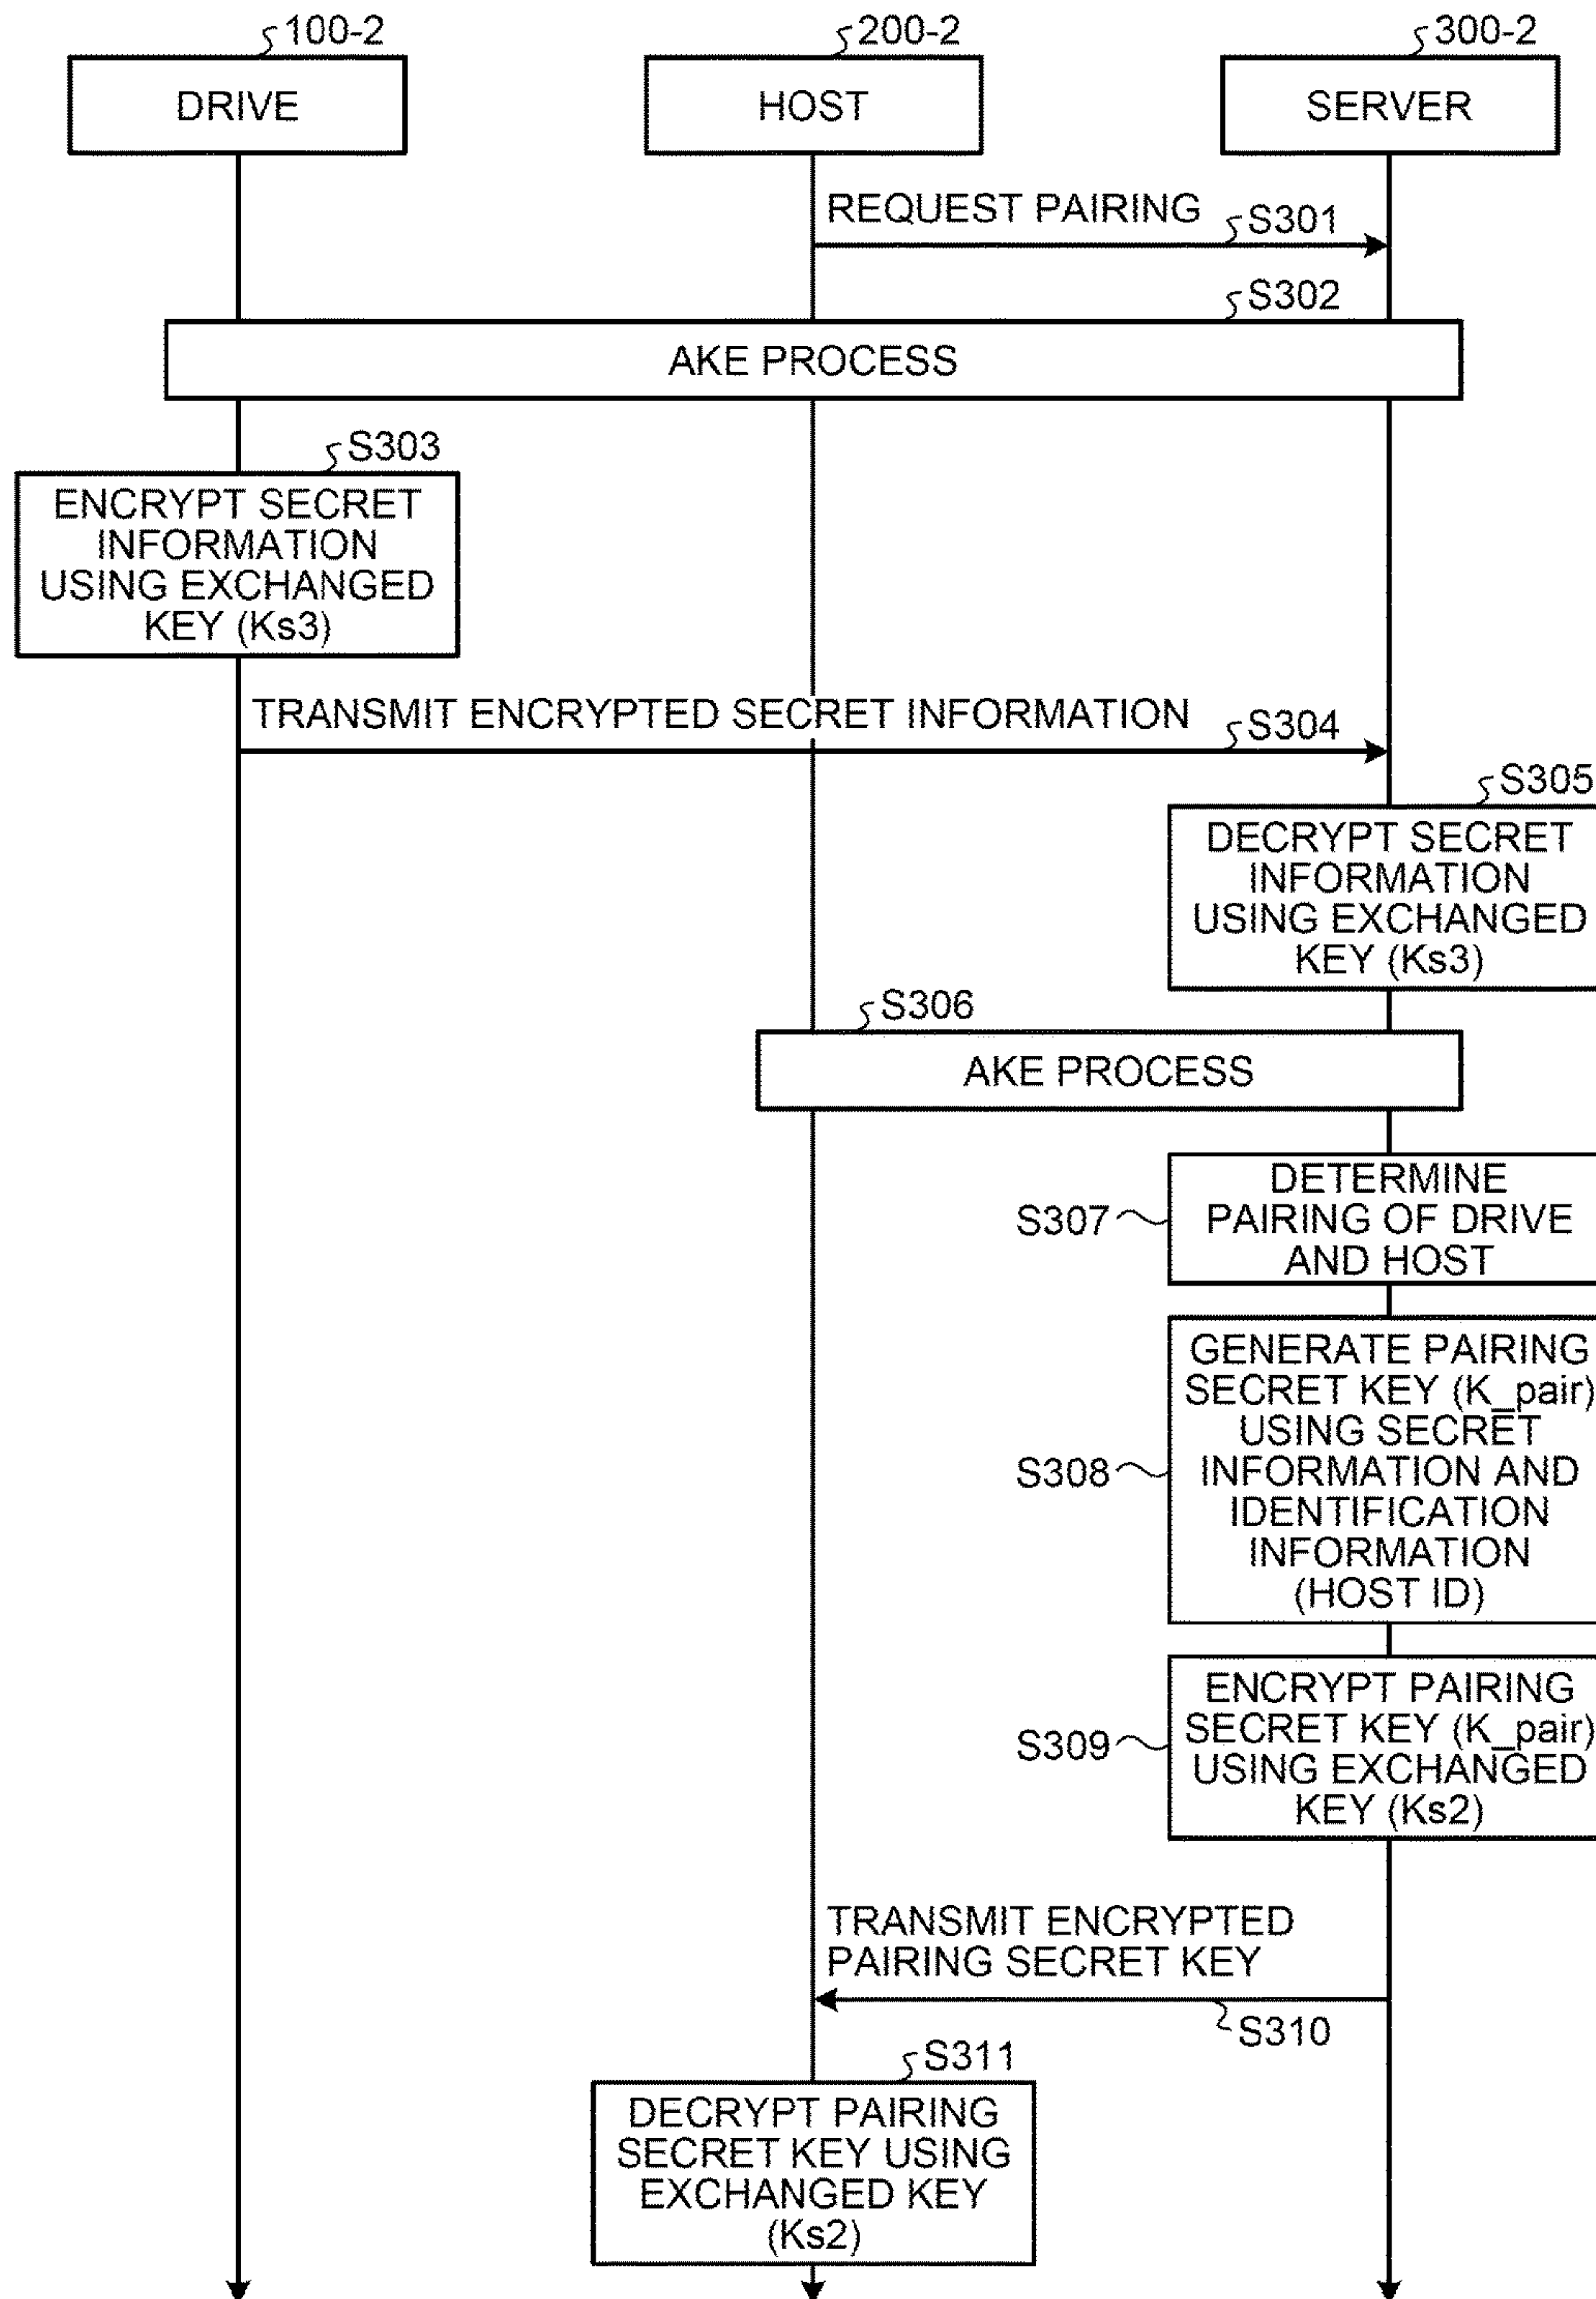 100-2
200-2
300-2
DRIVE
HOST
SERVER
REQUEST PAIRING
S301
S302
AKE PROCESS
S303
ENCRYPT SECRET
INFORMATION
USING EXCHANGED
KEY (Ks3)
TRANSMIT ENCRYPTED SECRET INFORMATION
S304
S305
DECRYPT SECRET
INFORMATION
USING EXCHANGED
KEY (Ks3)
S306
AKE PROCESS
S307
DETERMINE
PAIRING OF DRIVE
AND HOST
S308
GENERATE PAIRING
SECRET KEY (K_pair)
USING SECRET
INFORMATION AND
IDENTIFICATION
INFORMATION
(HOST ID)
S309
ENCRYPT PAIRING
SECRET KEY (K_pair)
USING EXCHANGED
KEY (Ks2)
TRANSMIT ENCRYPTED
PAIRING SECRET KEY
S310
S311
DECRYPT PAIRING
SECRET KEY USING
EXCHANGED KEY
(Ks2)